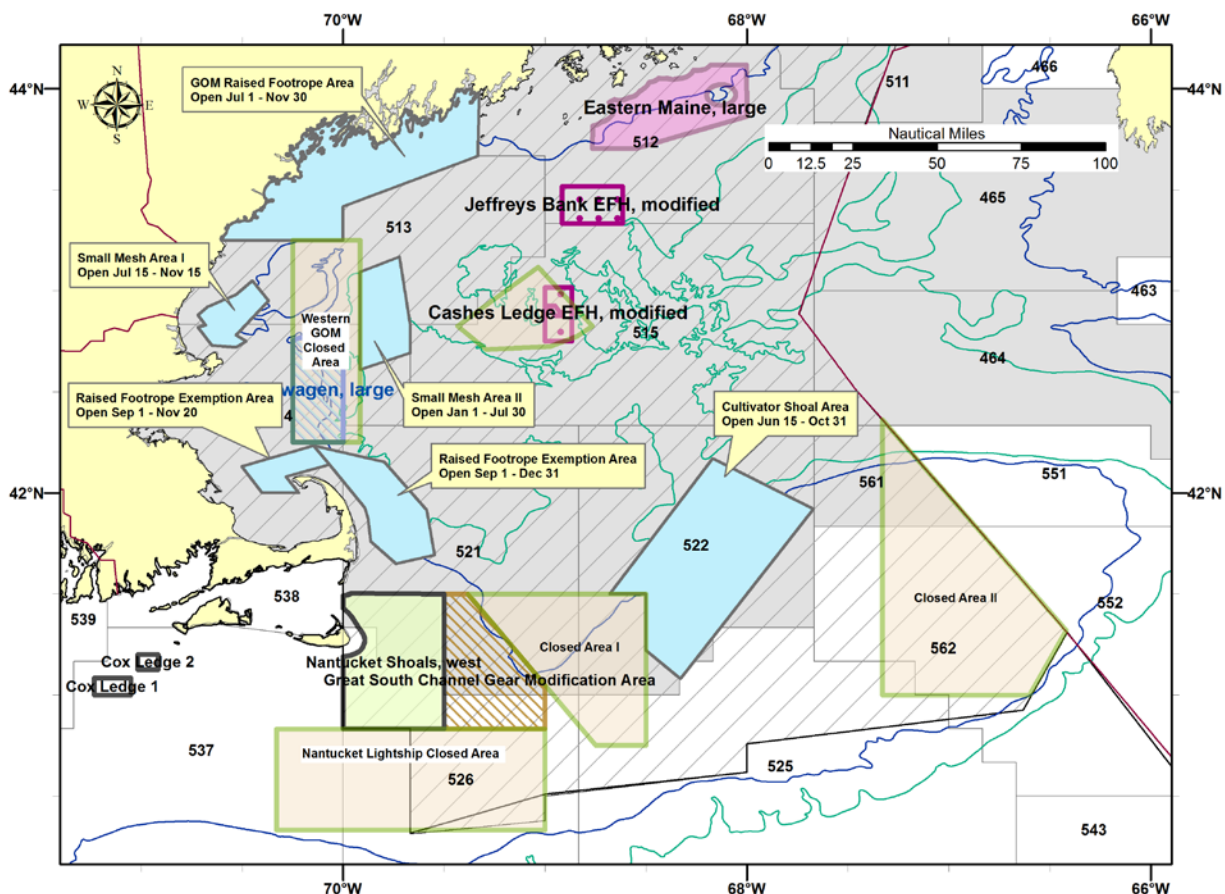 70°W
68°W
66°W
44°N
44°N
N
W
E
S
GOM Raised Footrope Area
Open Jul 1 - Nov 30
511
466
Eastern Maine, large
512
Nautical Miles
0
12.5
25
50
75
100
Jeffreys Bank EFH, modified
465
513
Small Mesh Area I
Open Jul 15 - Nov 15
463
Cashes Ledge EFH, modified
515
464
Western
GOM
Closed
Area
wagen, large
4
Raised Footrope Exemption Area
Open Sep 1 - Nov 20
Small Mesh Area II
Open Jan 1 - Jul 30
Cultivator Shoal Area
Open Jun 15 - Oct 31
Raised Footrope Exemption Area
Open Sep 1 - Dec 31
551
561
42°N
42°N
521
522
538
539
552
Closed Area II
562
Closed Area I
Cox Ledge 2
Cox Ledge 1
Nantucket Shoals, west
Great South Channel Gear Modification Area
537
Nantucket Lightship Closed Area
526
525
543
70°W
68°W
66°W